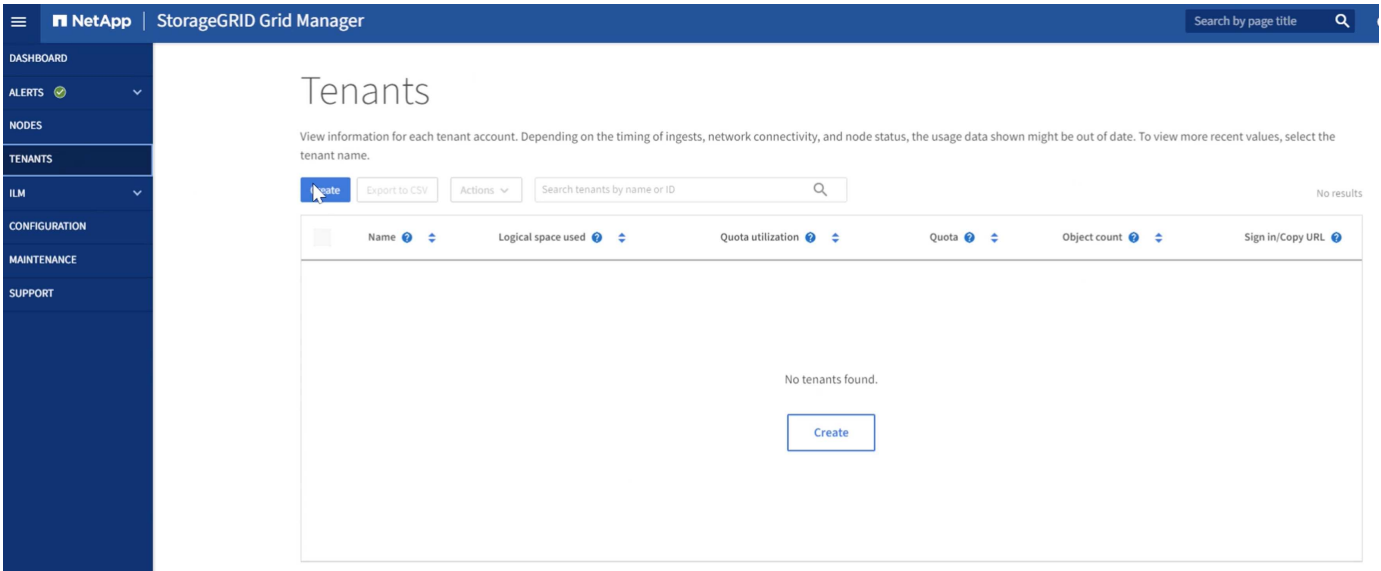 NetApp | StorageGRID Grid Manager
Search by page title
DASHBOARD
ALERTS
NODES
TENANTS
ILM
CONFIGURATION
MAINTENANCE
SUPPORT
Tenants
View information for each tenant account. Depending on the timing of ingests, network connectivity, and node status, the usage data shown might be out of date. To view more recent values, select the
tenant name.
Create Export to CSV Actions Search tenants by name or ID
No results
Name Logical space used Quota utilization Quota Object count Sign in/Copy URL
No tenants found.
Create